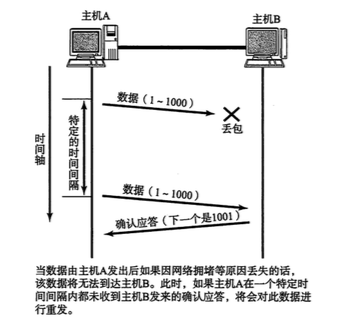 主机A
主机B
数据（1～1000）
丢包
特定的时间间隔
时间轴
数据（1～1000）
确认应答（下一个是1001）
当数据由主机A发出后如果因网络拥堵等原因丢失的话，
该数据将无法到达主机B。此时，如果主机A在一个特定时
间间隔内都未收到主机B发来的确认应答，将会对此数据进
行重发。